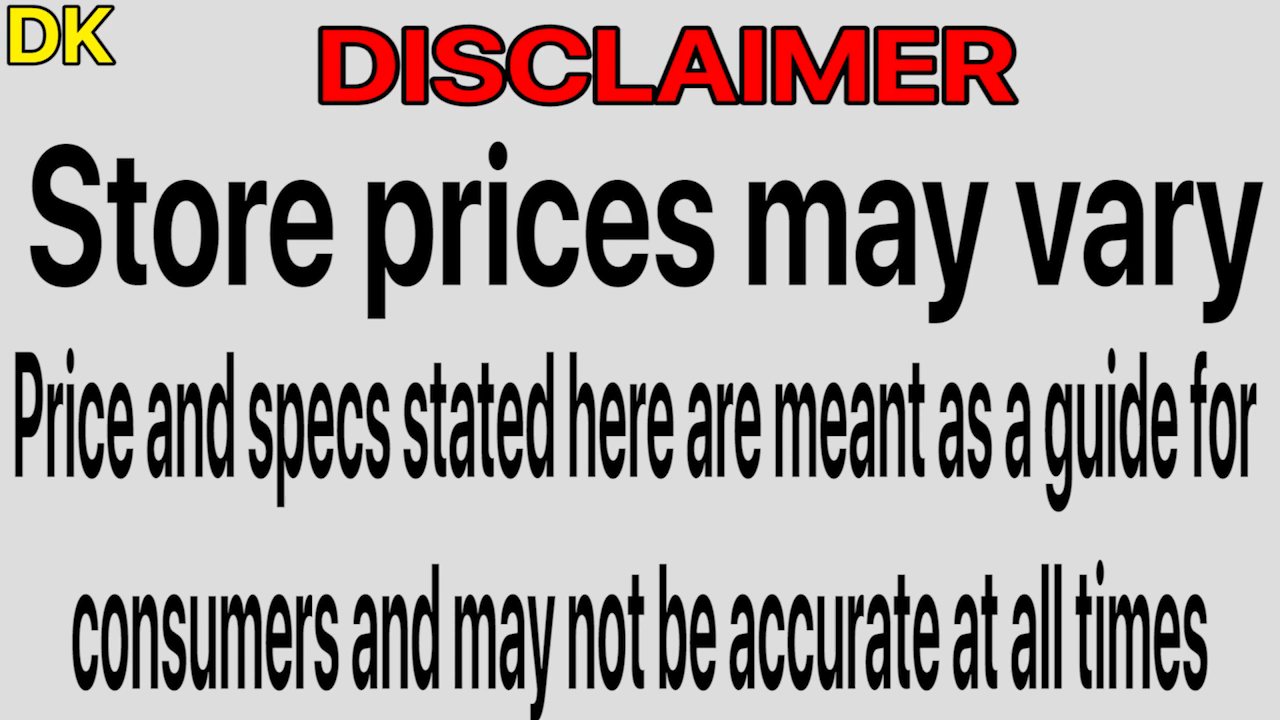 DK
DISCLAIMER
Store prices may vary
Price and specs stated here are meant as a guide for
consumers and may not be accurate at all times